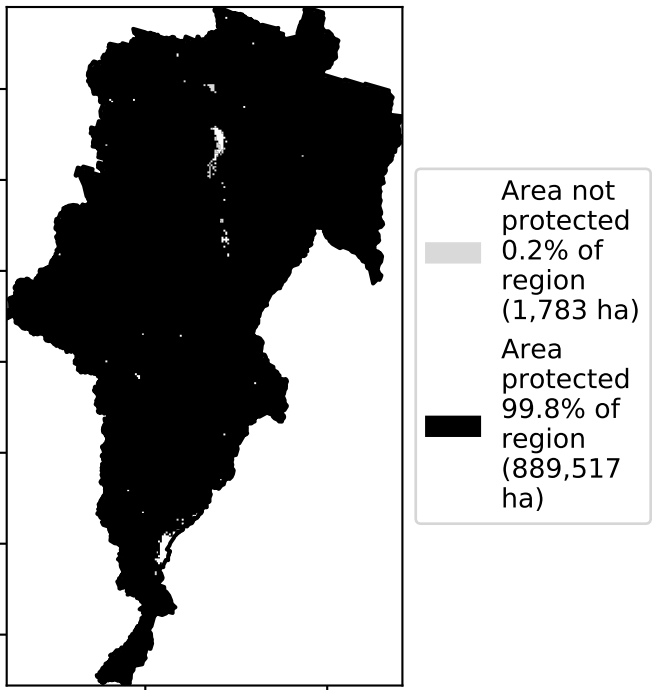 Area not
protected
0.2% of
region
(1,783 ha)
Area
protected
99.8% of
region
(889,517
ha)